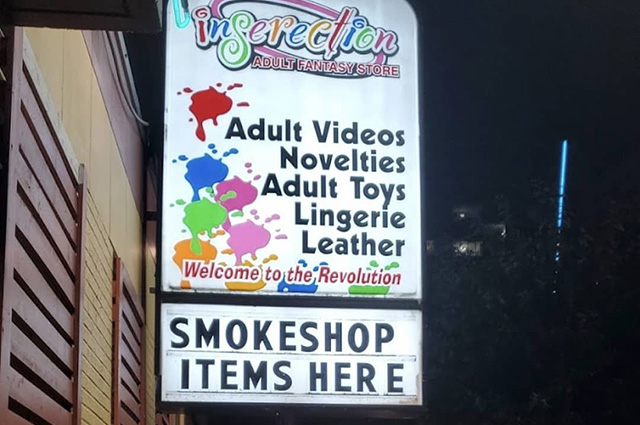 inserection
ADULT FANTASY STORE
Adult Videos
Novelties
Adult Toys
Lingerie
Leather
Welcome to the Revolution
SMOKESHOP
ITEMS HERE